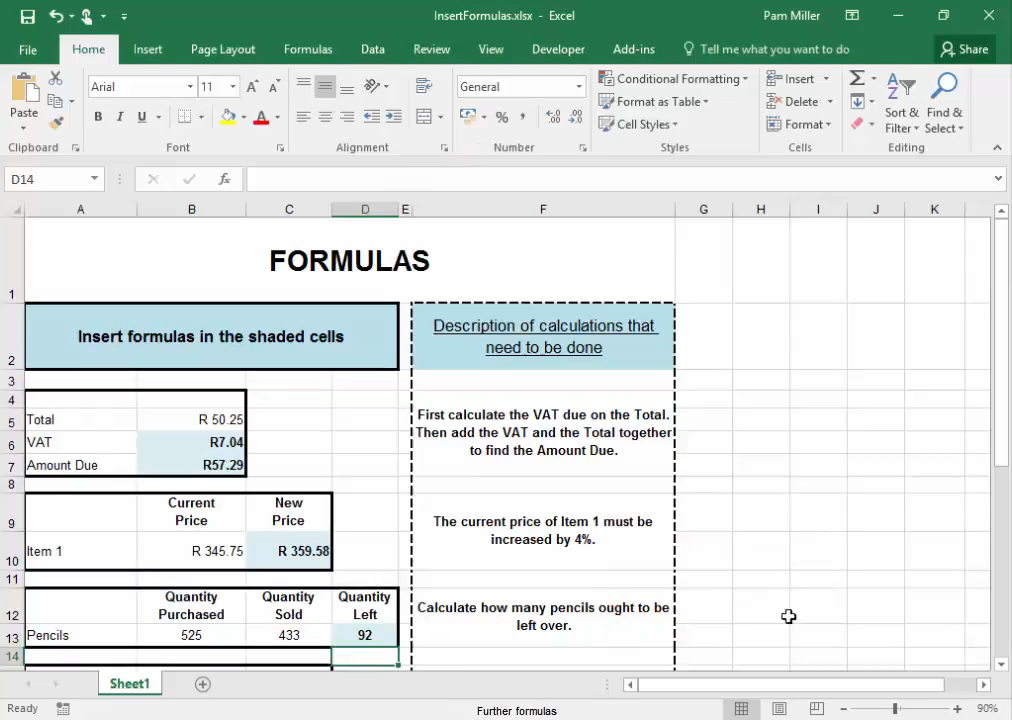 InsertFormulas.xlsx - Excel
Pam Miller
File Home Insert Page Layout Formulas Data Review View Developer Add-ins Tell me what you want to do Share
Paste
Arial 11
B I U A
General
% ,
Conditional Formatting
Format as Table
Cell Styles
Insert
Delete
Format
Sort & Filter
Find & Select
Clipboard Font Alignment Number Styles Cells Editing
D14 fx
A B C D E F G H I J K
1 FORMULAS
2 Insert formulas in the shaded cells
Description of calculations that
need to be done
3
4
5 Total R 50.25
6 VAT R7.04
7 Amount Due R57.29
First calculate the VAT due on the Total.
Then add the VAT and the Total together
to find the Amount Due.
8
9 Current Price New Price
10 Item 1 R 345.75 R 359.58
The current price of Item 1 must be
increased by 4%.
11
12 Quantity Purchased Quantity Sold Quantity Left
13 Pencils 525 433 92
Calculate how many pencils ought to be
left over.
14
Sheet1
Ready
Further formulas
90%